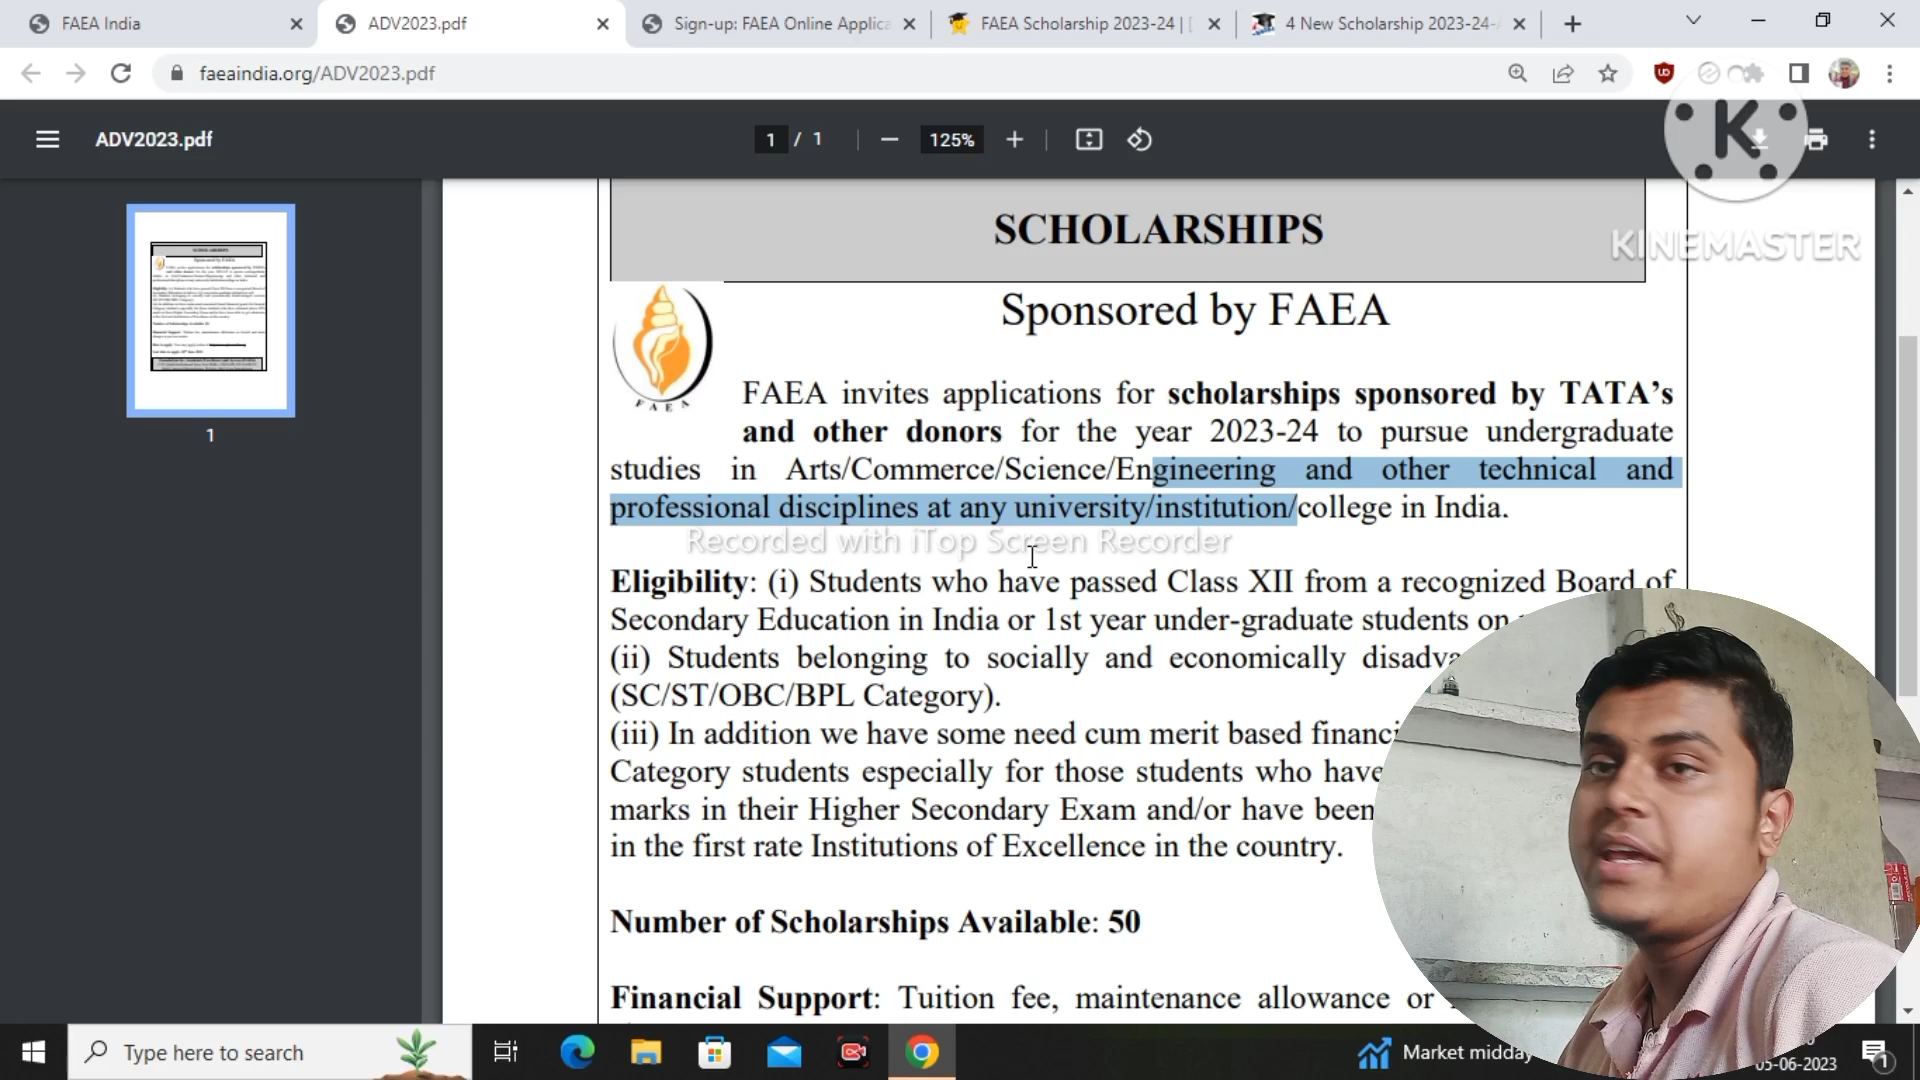 FAEA India
ADV2023.pdf
Sign-up: FAEA Online Applica
FAEA Scholarship 2023-24 | [
4 New Scholarship 2023-24-
faeaindia.org/ADV2023.pdf
ADV2023.pdf
1 / 1
125%
K
KINEMASTER
SCHOLARSHIPS
Sponsored by FAEA
FAEA
FAEA invites applications for scholarships sponsored by TATA's
and other donors for the year 2023-24 to pursue undergraduate
studies in Arts/Commerce/Science/Engineering and other technical and
professional disciplines at any university/institution/college in India.
Recorded with iTop Screen Recorder
Eligibility: (i) Students who have passed Class XII from a recognized Board of
Secondary Education in India or 1st year under-graduate students on
(ii) Students belonging to socially and economically
(SC/ST/OBC/BPL Category).
(iii) In addition we have some need cum merit based
Category students especially for those students who have
marks in their Higher Secondary Exam and/or have been
in the first rate Institutions of Excellence in the country.
Number of Scholarships Available: 50
Financial Support: Tuition fee, maintenance allowance or
1
Type here to search
Market midday
05-06-2023
1